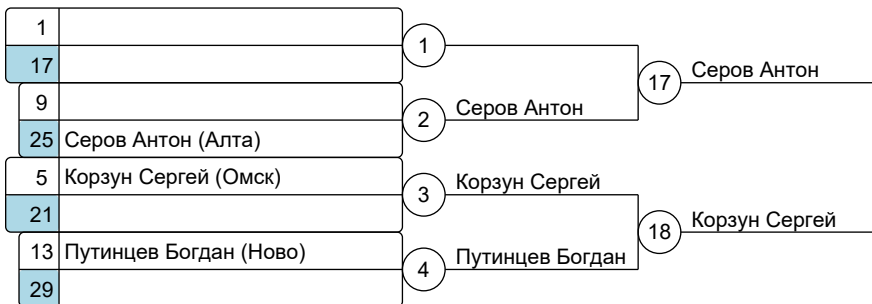 1
17
1
9
25 Серов Антон (Алта)
2
Серов Антон
17
Серов Антон
5 Корзун Сергей (Омск)
21
3
Корзун Сергей
13 Путинцев Богдан (Ново)
29
4
Путинцев Богдан
18
Корзун Сергей